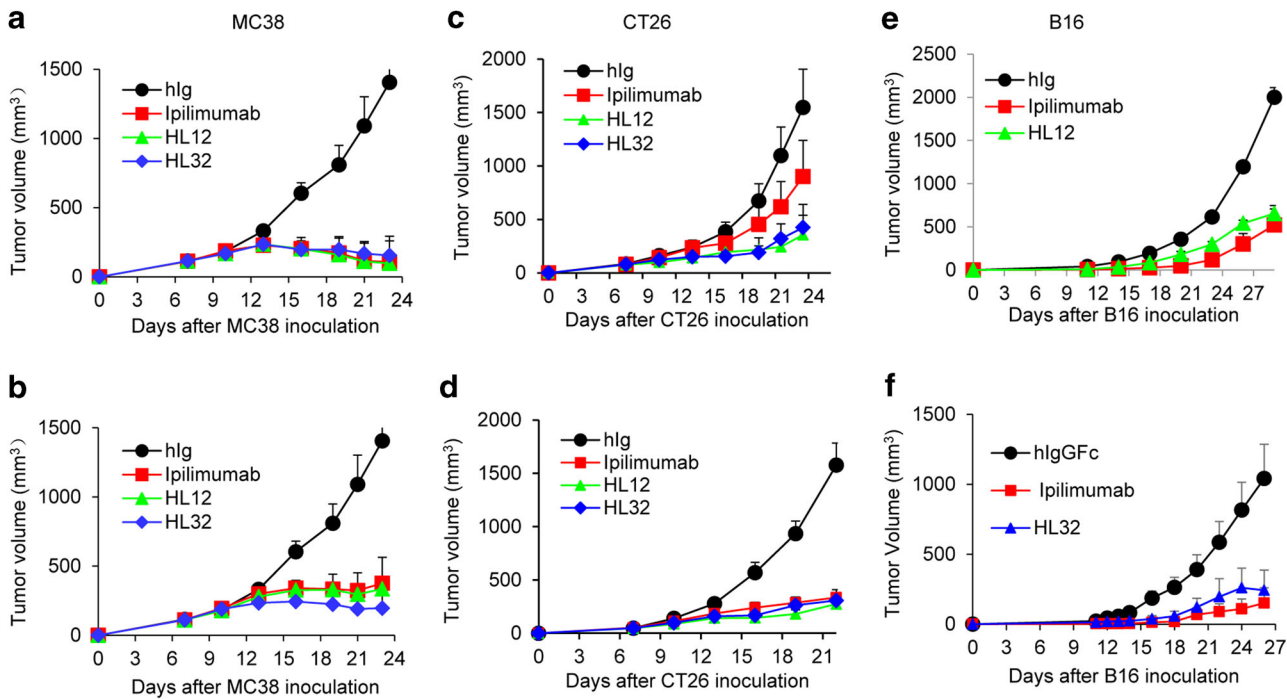 a
MC38
1500
1000
500
0
Tumor volume (mm³)
hIg
Ipilimumab
HL12
HL32
0 3 6 9 12 15 18 21 24
Days after MC38 inoculation
c
CT26
2000
1500
1000
500
0
Tumor volume (mm³)
hIg
Ipilimumab
HL12
HL32
0 3 6 9 12 15 18 21 24
Days after CT26 inoculation
e
B16
2500
2000
1500
1000
500
0
Tumor volume (mm³)
hIg
Ipilimumab
HL12
0 3 6 9 12 15 18 21 24 27
Days after B16 inoculation
b
1500
1000
500
0
Tumor volume (mm³)
hIg
Ipilimumab
HL12
HL32
0 3 6 9 12 15 18 21 24
Days after MC38 inoculation
d
2000
1500
1000
500
0
Tumor volume (mm³)
hIg
Ipilimumab
HL12
HL32
0 3 6 9 12 15 18 21
Days after CT26 inoculation
f
1500
1000
500
0
Tumor Volume (mm³)
hIgGFc
Ipilimumab
HL32
0 3 6 9 12 15 18 21 24 27
Days after B16 inoculation